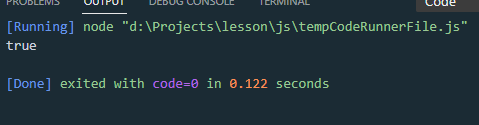 PROBLEMS OUTPUT DEBUG CONSOLE TERMINAL Code
[Running] node "d:\Projects\lesson\js\tempCodeRunnerFile.js"
true
[Done] exited with code=0 in 0.122 seconds